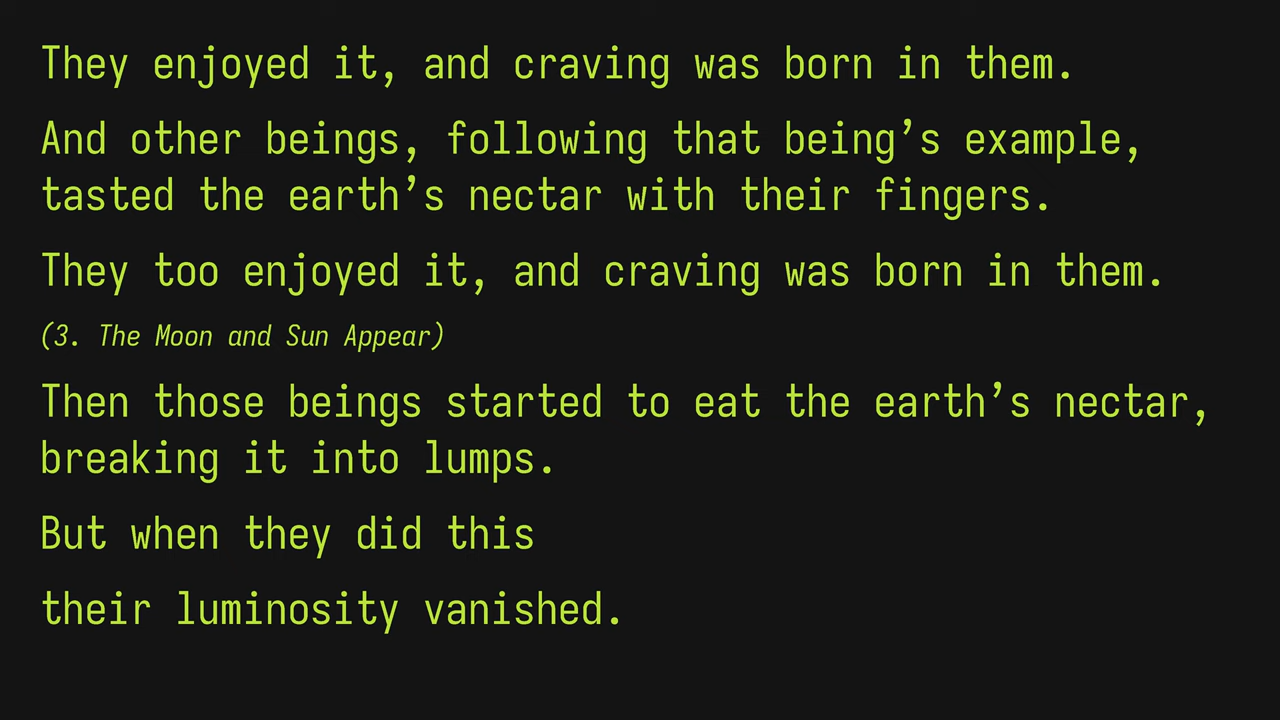 They enjoyed it, and craving was born in them.
And other beings, following that being’s example,
tasted the earth’s nectar with their fingers.
They too enjoyed it, and craving was born in them.
(3. The Moon and Sun Appear)
Then those beings started to eat the earth’s nectar,
breaking it into lumps.
But when they did this
their luminosity vanished.